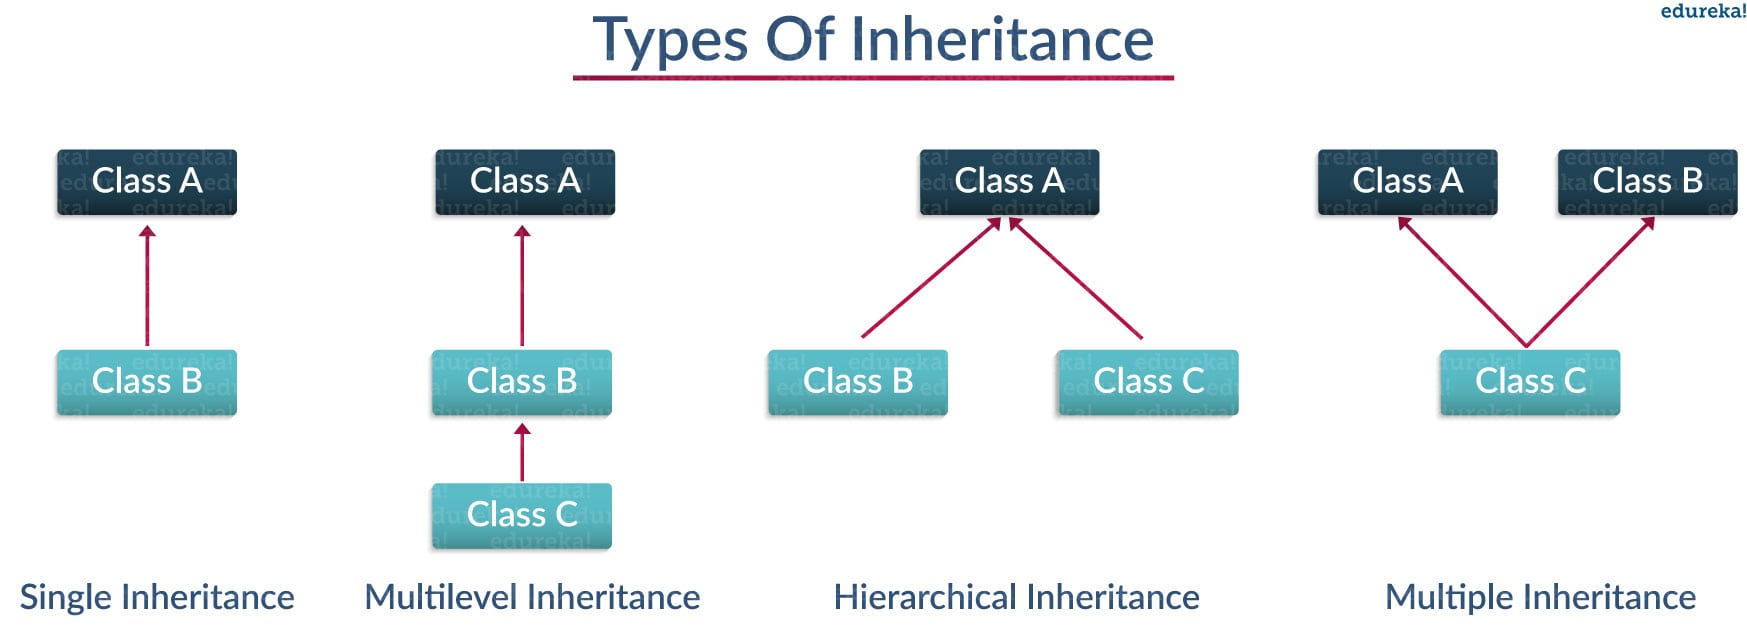 edureka!
Types Of Inheritance
Class A
Class B
Single Inheritance
Class A
Class B
Class C
Multilevel Inheritance
Class A
Class B
Class C
Hierarchical Inheritance
Class A
Class B
Class C
Multiple Inheritance